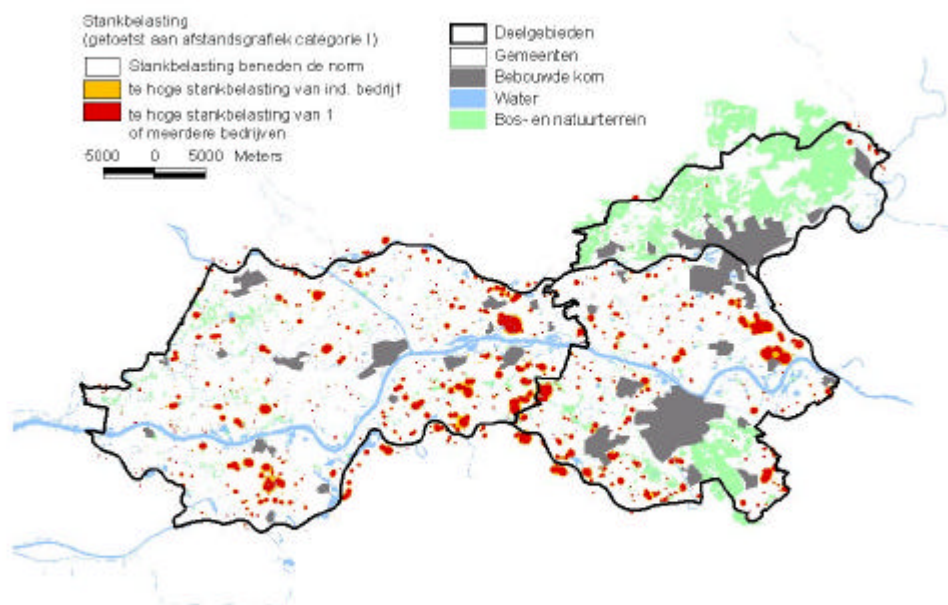 Stankbelasting
(getoetst aan afstandsgrafiek categorie I)
Stankbelasting beneden de norm
te hoge stankbelasting van ind. bedrijf
te hoge stankbelasting van 1
of meerdere bedrijven
-5000 0 5000 Meters
Deelgebieden
Gemeenten
Bebouwde kom
Water
Bos- en natuurterrein